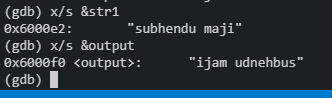 (gdb) x/s &str1
0x6000e2: "subhendu maji"
(gdb) x/s &output
0x6000f0 <output>: "ijam udnehbus"
(gdb)